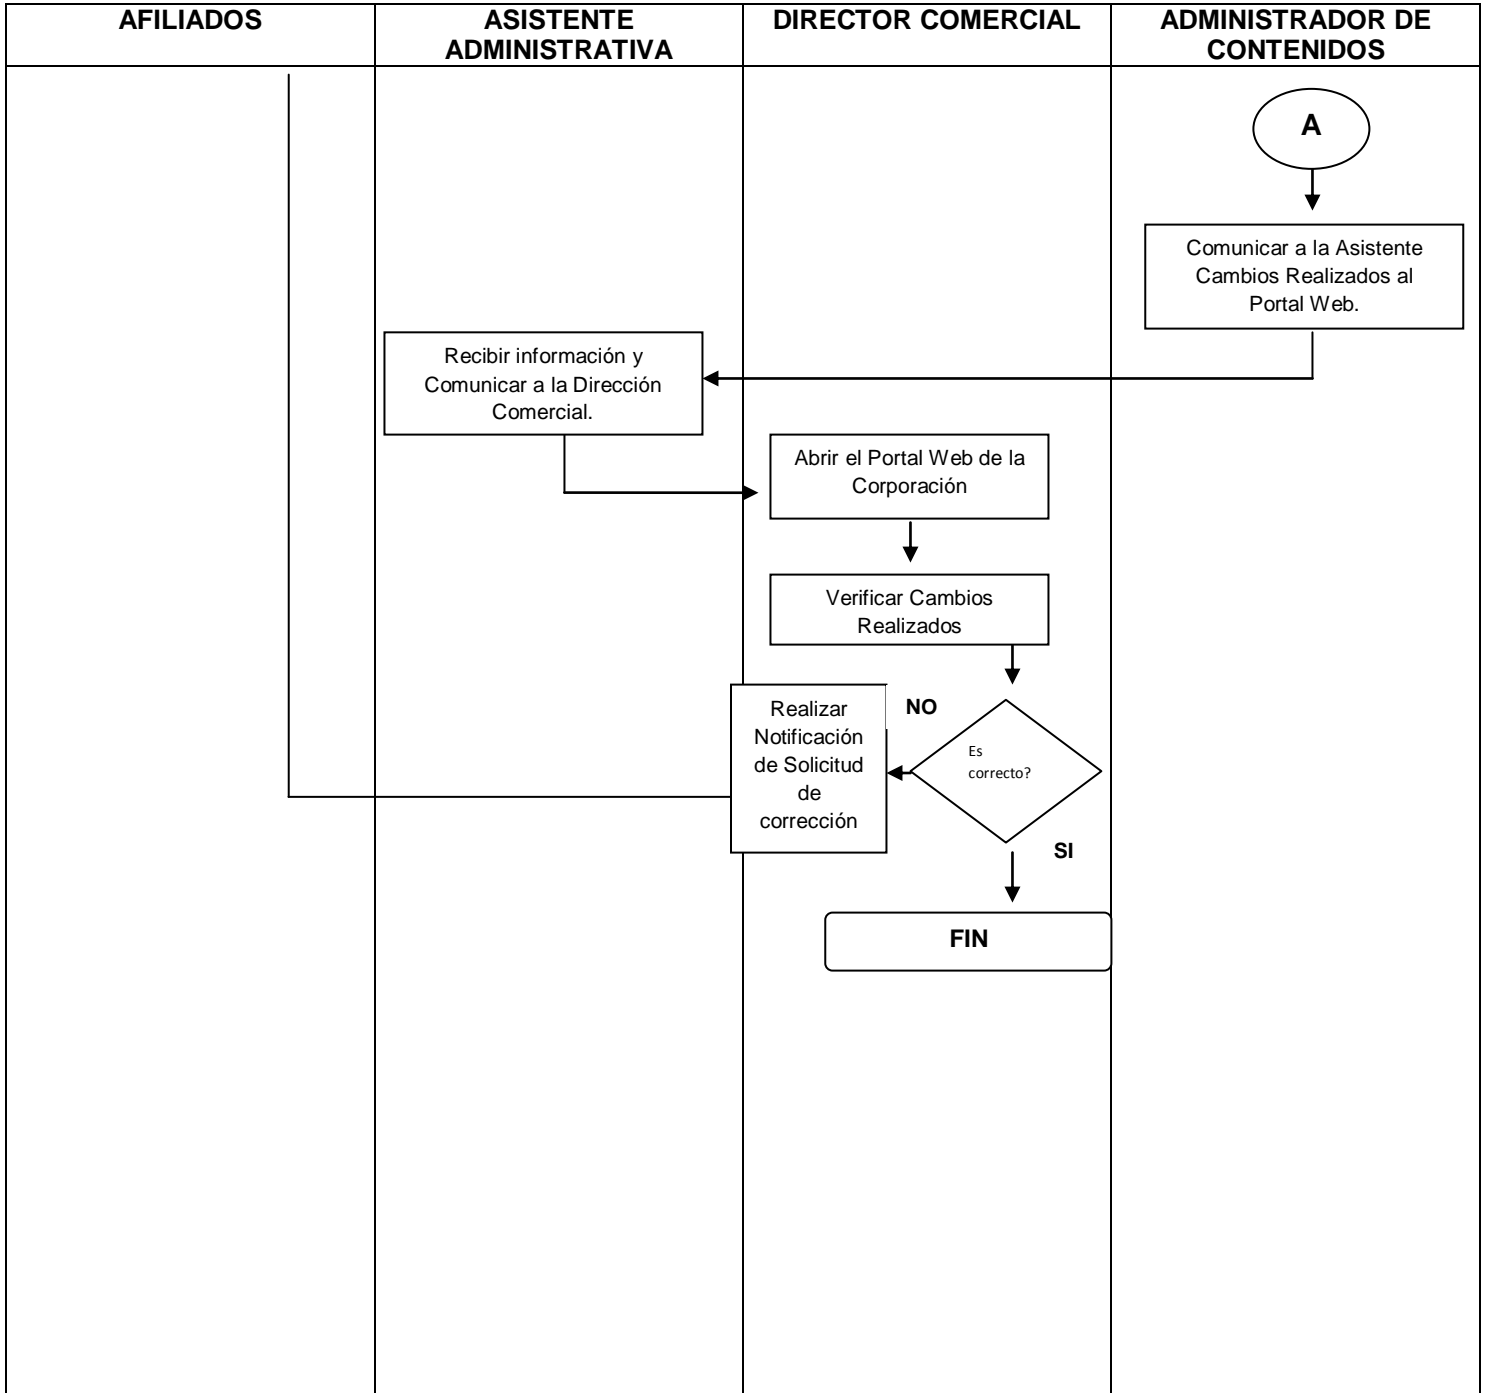 AFILIADOS
ASISTENTE
ADMINISTRATIVA
DIRECTOR COMERCIAL
ADMINISTRADOR DE
CONTENIDOS
A
Comunicar a la Asistente
Cambios Realizados al
Portal Web.
Recibir información y
Comunicar a la Dirección
Comercial.
Abrir el Portal Web de la
Corporación
Verificar Cambios
Realizados
Realizar
Notificación
de Solicitud
de
corrección
NO
Es
correcto?
SI
FIN